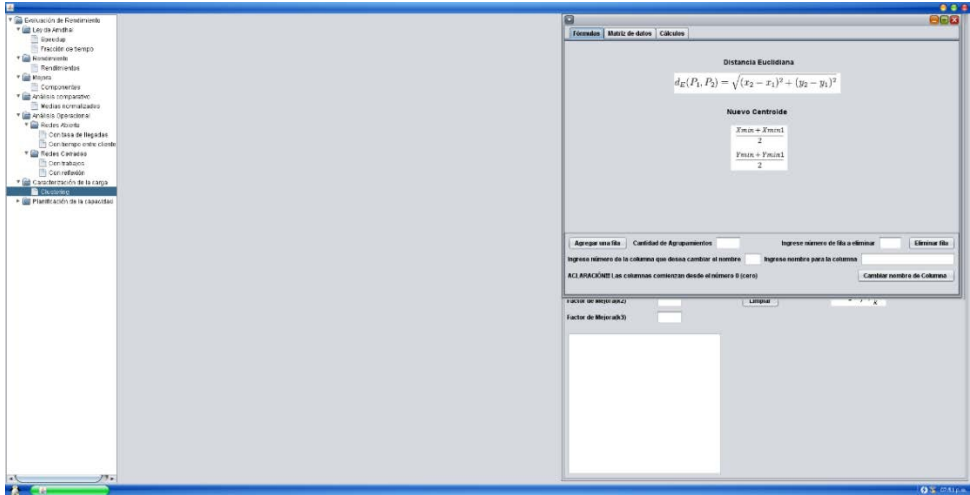 Evaluación de Rendimiento
Ley de Amdhal
Speedup
Fracción de tiempo
Rendimiento
Rendimientos
Mejora
Componentes
Análisis comparativo
Medias normalizadas
Análisis Operacional
Redes Abierta
Con tasa de llegadas
Con tiempo entre cliente
Redes Cerradas
Con trabajos
Con reflexión
Caracterización de la carga
Clustering
Planificación de la capacidad
Fórmulas Matriz de datos Cálculos
Distancia Euclidiana
d_E(P_1, P_2) = √((x_2 − x_1)^2 + (y_2 − y_1)^2)
Nuevo Centroide
Xmin + Xmin1
2
Ymin + Ymin1
2
Agregar una fila Cantidad de Agrupamientos Ingrese número de fila a eliminar Eliminar fila
Ingrese número de la columna que desea cambiar el nombre Ingrese nombre para la columna
ACLARACIÓN!!! Las columnas comienzan desde el número 0 (cero) Cambiar nombre de Columna
Factor de Mejora(k2) Limpiar
Factor de Mejora(k3)